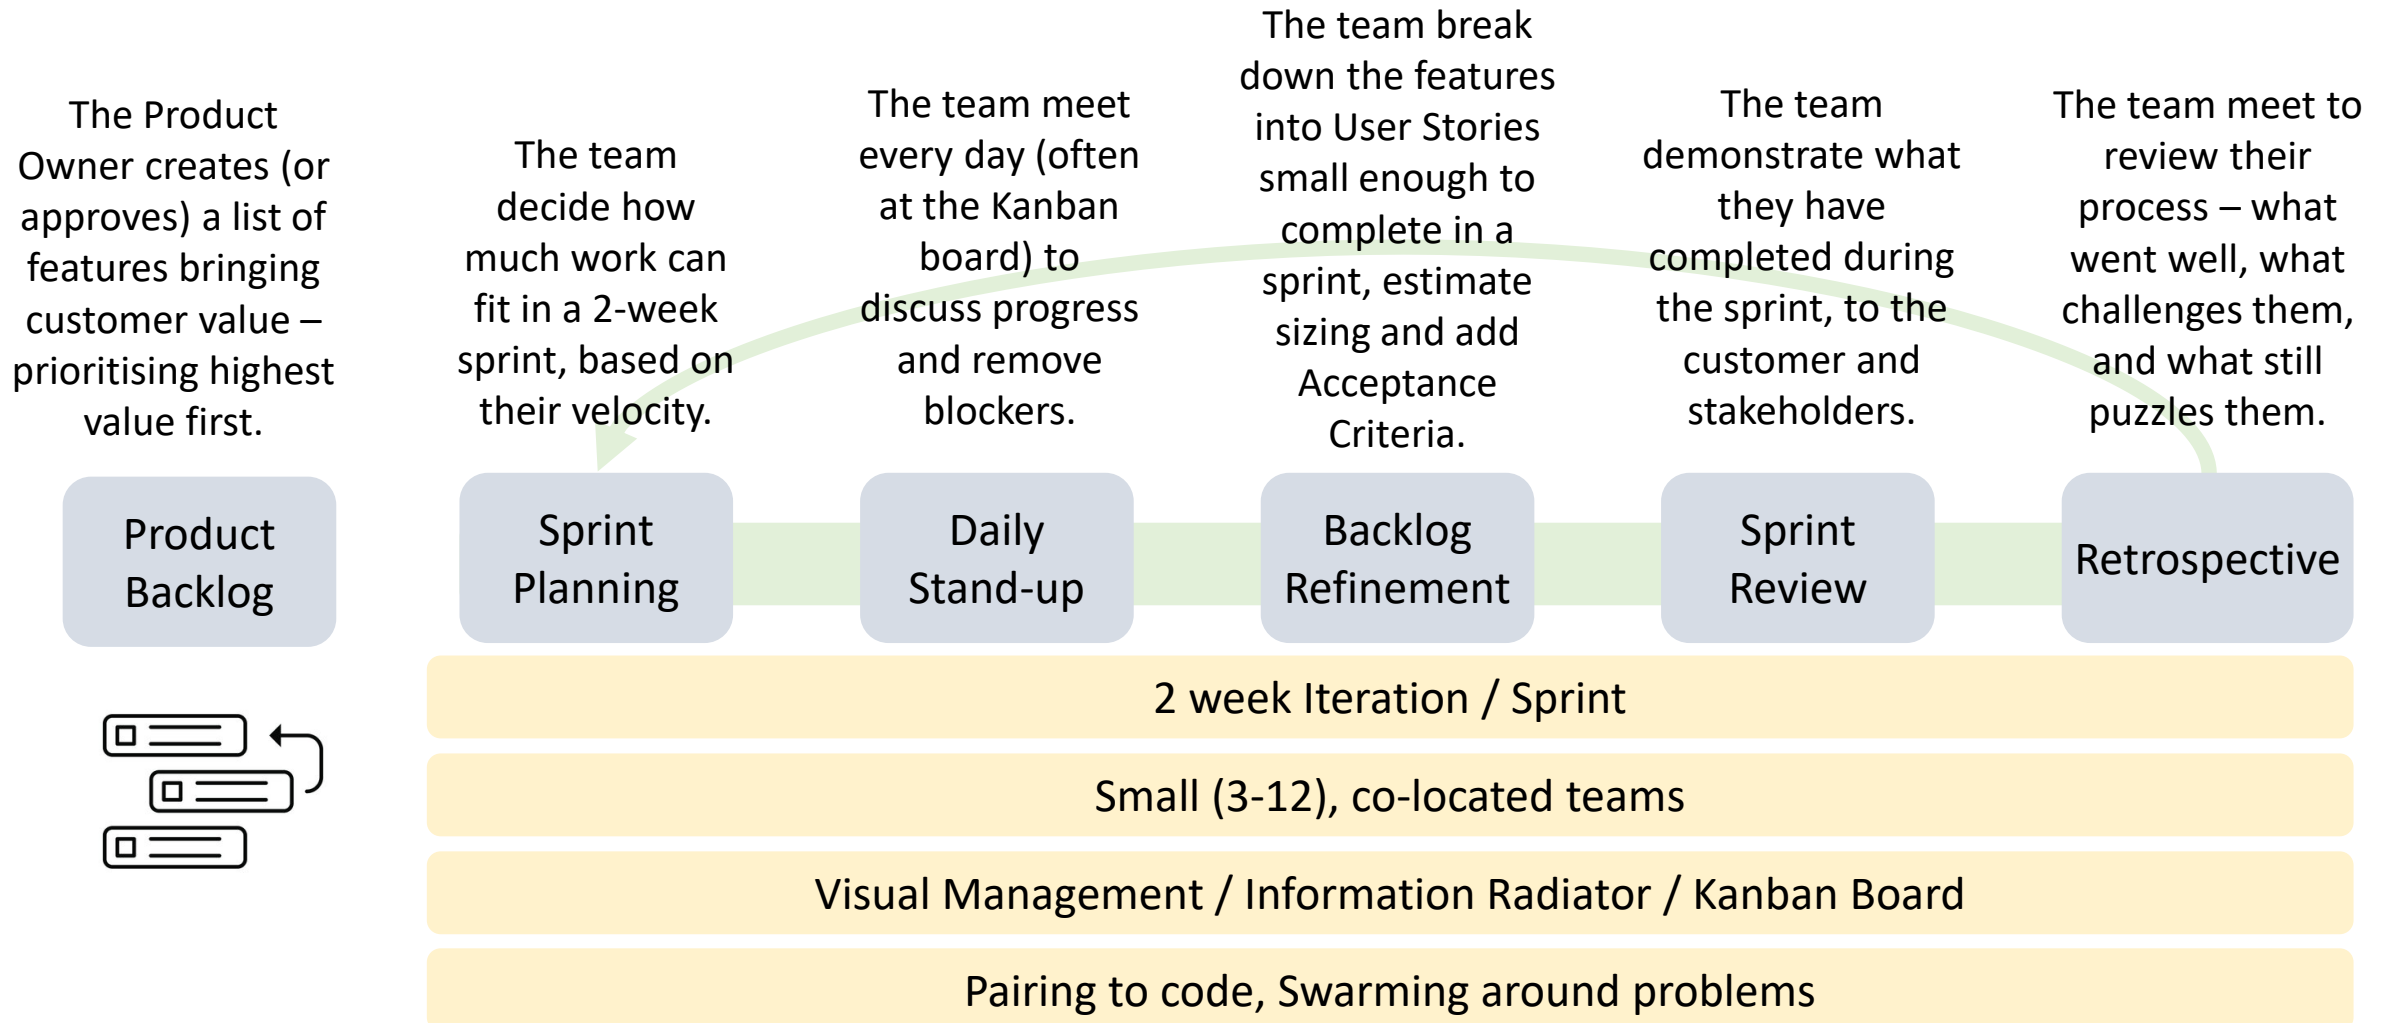 The Product
Owner creates (or
approves) a list of
features bringing
customer value –
prioritising highest
value first.
Product
Backlog
The team
decide how
much work can
fit in a 2-week
sprint, based on
their velocity.
Sprint
Planning
The team meet
every day (often
at the Kanban
board) to
discuss progress
and remove
blockers.
Daily
Stand-up
The team break
down the features
into User Stories
small enough to
complete in a
sprint, estimate
sizing and add
Acceptance
Criteria.
Backlog
Refinement
The team
demonstrate what
they have
completed during
the sprint, to the
customer and
stakeholders.
Sprint
Review
The team meet to
review their
process – what
went well, what
challenges them,
and what still
puzzles them.
Retrospective
2 week Iteration / Sprint
Small (3-12), co-located teams
Visual Management / Information Radiator / Kanban Board
Pairing to code, Swarming around problems